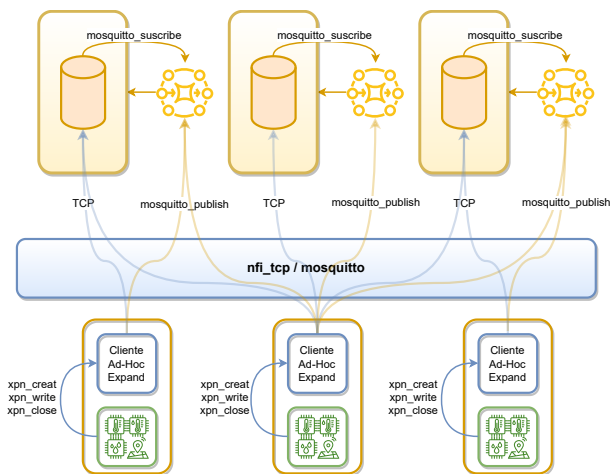 mosquitto_suscribe
mosquitto_suscribe
mosquitto_suscribe
TCP
mosquitto_publish
TCP
mosquitto_publish
TCP
mosquitto_publish
nfi_tcp / mosquitto
xpn_creat
xpn_write
xpn_close
Cliente
Ad-Hoc
Expand
xpn_creat
xpn_write
xpn_close
Cliente
Ad-Hoc
Expand
xpn_creat
xpn_write
xpn_close
Cliente
Ad-Hoc
Expand